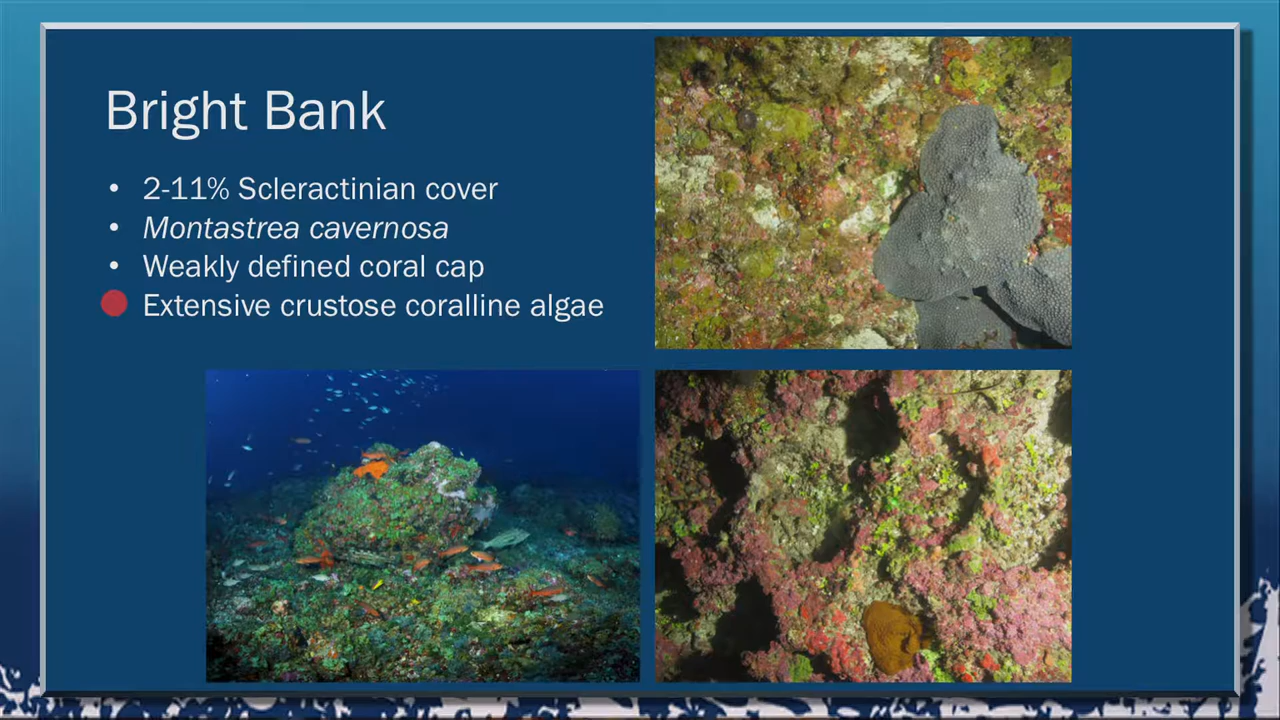 Bright Bank
• 2-11% Scleractinian cover
• Montastrea cavernosa
• Weakly defined coral cap
Extensive crustose coralline algae